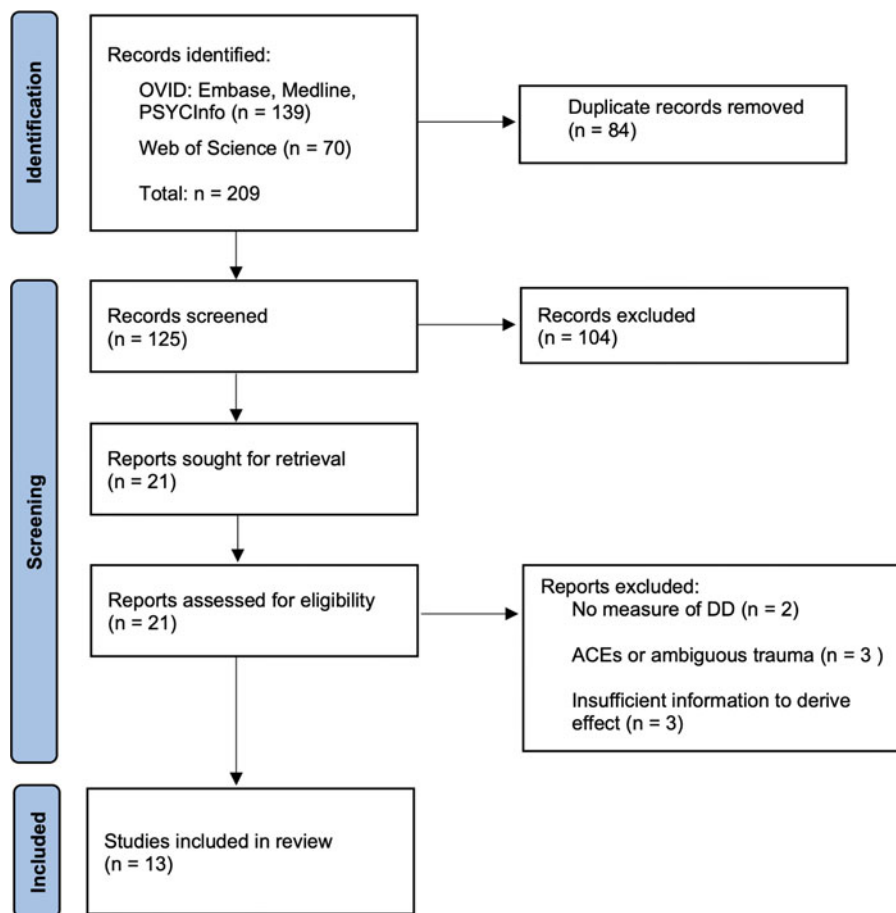 Identification
Records identified:
OVID: Embase, Medline,
PSYCInfo (n = 139)
Web of Science (n = 70)
Total: n = 209
Duplicate records removed
(n = 84)
Screening
Records screened
(n = 125)
Records excluded
(n = 104)
Reports sought for retrieval
(n = 21)
Reports assessed for eligibility
(n = 21)
Reports excluded:
No measure of DD (n = 2)
ACEs or ambiguous trauma (n = 3 )
Insufficient information to derive
effect (n = 3)
Included
Studies included in review
(n = 13)